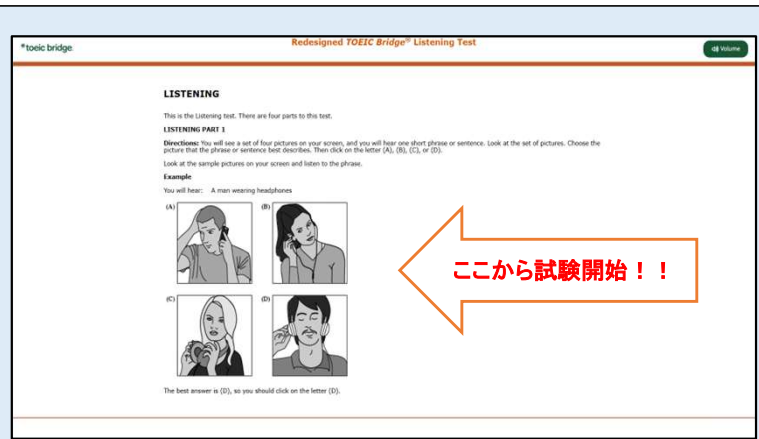 *toeic bridge.
Redesigned TOEIC Bridge® Listening Test
Volume
LISTENING
This is the Listening test. There are four parts to this test.
LISTENING PART 1
Directions: You will see a set of four pictures on your screen, and you will hear one short phrase or sentence. Look at the set of pictures. Choose the
picture that the phrase or sentence best describes. Then click on the letter (A), (B), (C), or (D).
Look at the sample pictures on your screen and listen to the phrase.
Example
You will hear: A man wearing headphones
(A) (B)
ここから試験開始！！
(C) (D)
The best answer is (D), so you should click on the letter (D).